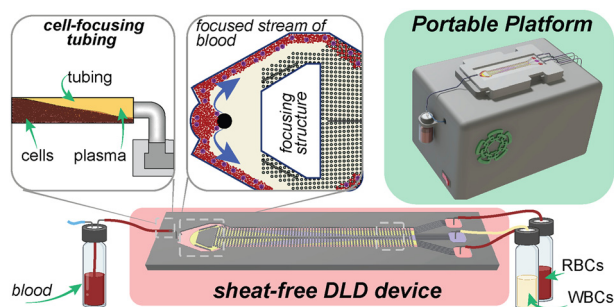 cell-focusing
tubing
tubing
cells
plasma
focused stream of
blood
focusing
structure
Portable Platform
blood
sheat-free DLD device
RBCs
WBCs